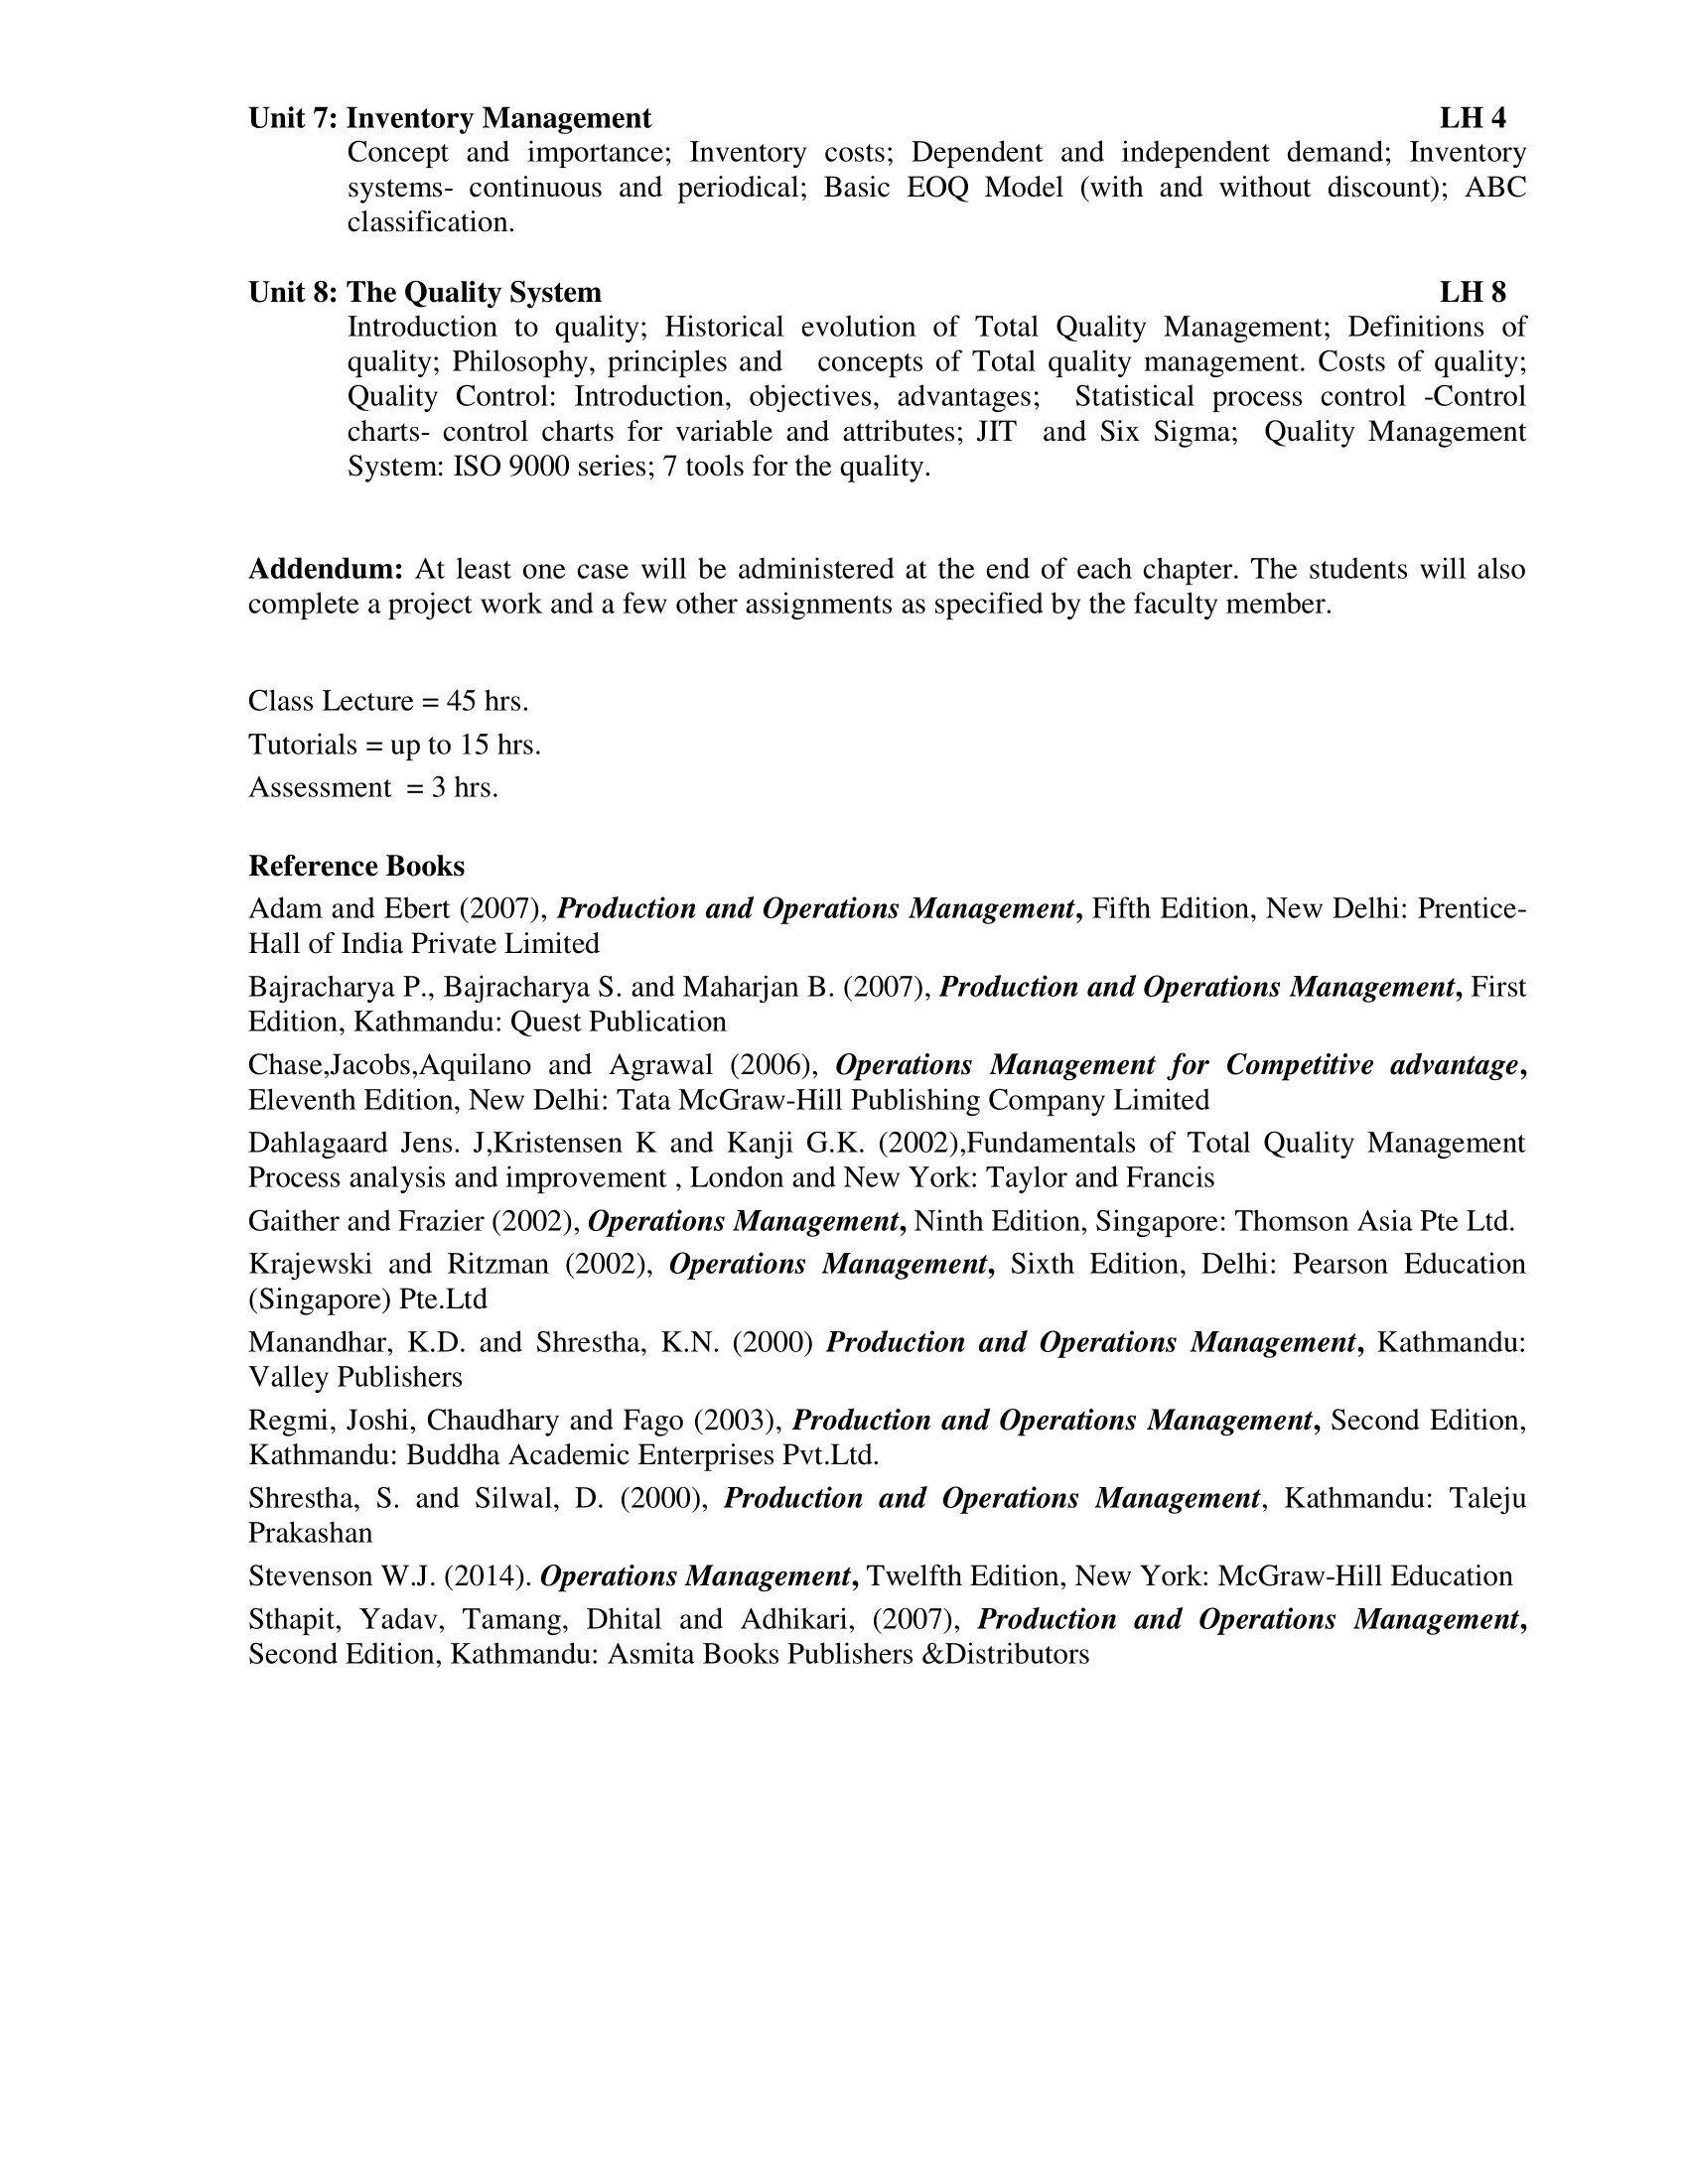 Unit 7: Inventory Management LH 4
Concept and importance; Inventory costs; Dependent and independent demand; Inventory
systems- continuous and periodical; Basic EOQ Model (with and without discount); ABC
classification.
Unit 8: The Quality System LH 8
Introduction to quality; Historical evolution of Total Quality Management; Definitions of
quality; Philosophy, principles and concepts of Total quality management. Costs of quality;
Quality Control: Introduction, objectives, advantages; Statistical process control -Control
charts- control charts for variable and attributes; JIT and Six Sigma; Quality Management
System: ISO 9000 series; 7 tools for the quality.
Addendum: At least one case will be administered at the end of each chapter. The students will also
complete a project work and a few other assignments as specified by the faculty member.
Class Lecture = 45 hrs.
Tutorials = up to 15 hrs.
Assessment = 3 hrs.
Reference Books
Adam and Ebert (2007), Production and Operations Management, Fifth Edition, New Delhi: Prentice-
Hall of India Private Limited
Bajracharya P., Bajracharya S. and Maharjan B. (2007), Production and Operations Management, First
Edition, Kathmandu: Quest Publication
Chase,Jacobs,Aquilano and Agrawal (2006), Operations Management for Competitive advantage,
Eleventh Edition, New Delhi: Tata McGraw-Hill Publishing Company Limited
Dahlagaard Jens. J,Kristensen K and Kanji G.K. (2002),Fundamentals of Total Quality Management
Process analysis and improvement , London and New York: Taylor and Francis
Gaither and Frazier (2002), Operations Management, Ninth Edition, Singapore: Thomson Asia Pte Ltd.
Krajewski and Ritzman (2002), Operations Management, Sixth Edition, Delhi: Pearson Education
(Singapore) Pte.Ltd
Manandhar, K.D. and Shrestha, K.N. (2000) Production and Operations Management, Kathmandu:
Valley Publishers
Regmi, Joshi, Chaudhary and Fago (2003), Production and Operations Management, Second Edition,
Kathmandu: Buddha Academic Enterprises Pvt.Ltd.
Shrestha, S. and Silwal, D. (2000), Production and Operations Management, Kathmandu: Taleju
Prakashan
Stevenson W.J. (2014). Operations Management, Twelfth Edition, New York: McGraw-Hill Education
Sthapit, Yadav, Tamang, Dhital and Adhikari, (2007), Production and Operations Management,
Second Edition, Kathmandu: Asmita Books Publishers &Distributors